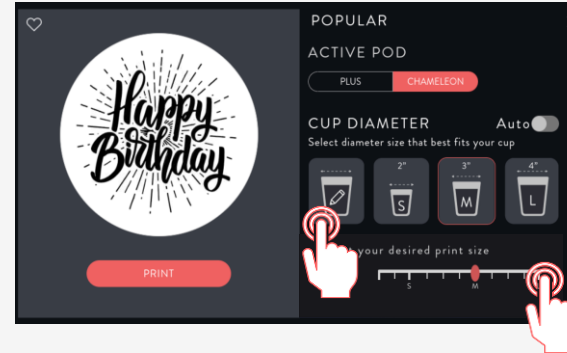 Happy
Birthday
PRINT
POPULAR
ACTIVE POD
PLUS CHAMELEON
CUP DIAMETER Auto
Select diameter size that best fits your cup
2" 3" 4"
S M L
your desired print size
S M